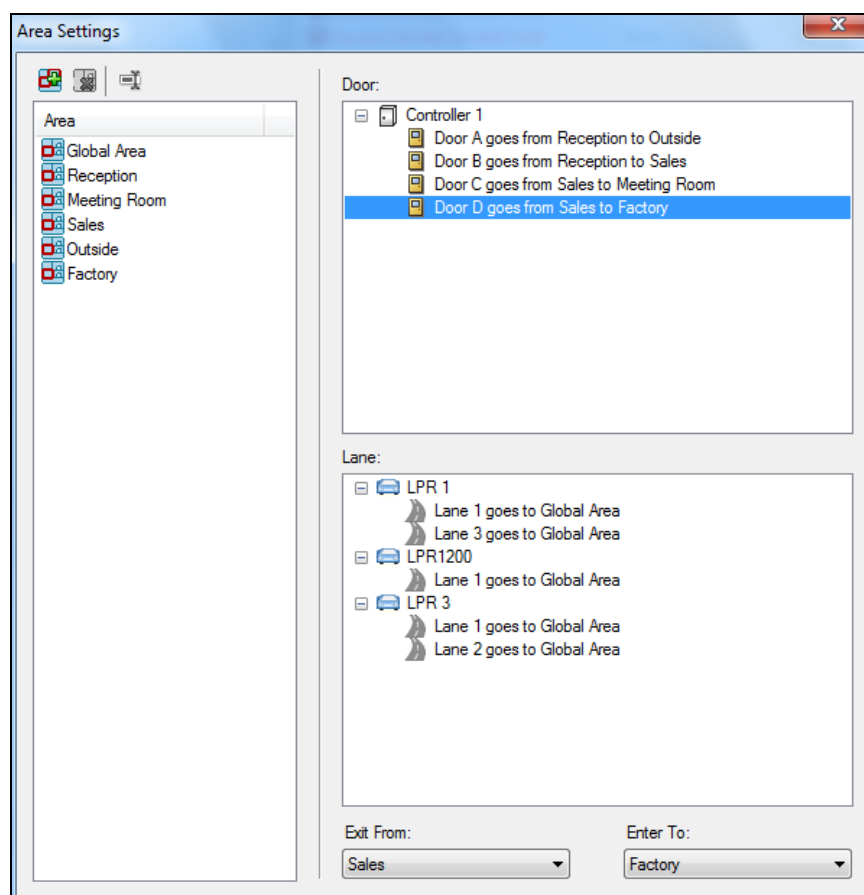 Area Settings
Area
Global Area
Reception
Meeting Room
Sales
Outside
Factory
Door:
Controller 1
Door A goes from Reception to Outside
Door B goes from Reception to Sales
Door C goes from Sales to Meeting Room
Door D goes from Sales to Factory
Lane:
LPR 1
Lane 1 goes to Global Area
Lane 3 goes to Global Area
LPR1200
Lane 1 goes to Global Area
LPR 3
Lane 1 goes to Global Area
Lane 2 goes to Global Area
Exit From:
Sales
Enter To:
Factory